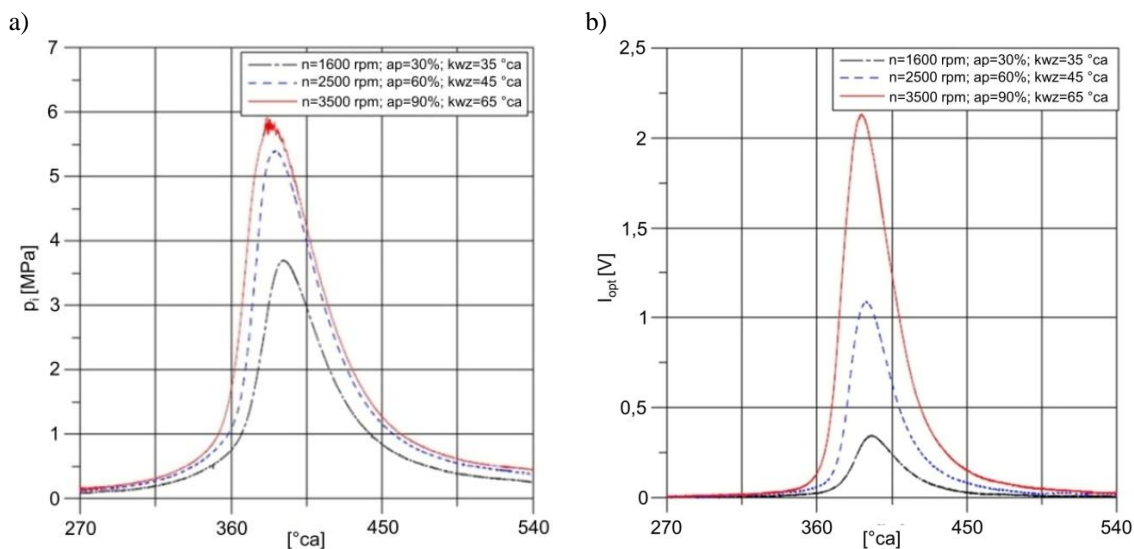 a)
7
6
5
4
3
2
1
0
p_i [MPa]
n=1600 rpm; ap=30%; kwz=35 °ca
n=2500 rpm; ap=60%; kwz=45 °ca
n=3500 rpm; ap=90%; kwz=65 °ca
270
360
450
540
[°ca]
b)
2,5
2
1,5
1
0,5
0
I_opt [V]
n=1600 rpm; ap=30%; kwz=35 °ca
n=2500 rpm; ap=60%; kwz=45 °ca
n=3500 rpm; ap=90%; kwz=65 °ca
270
360
450
540
[°ca]